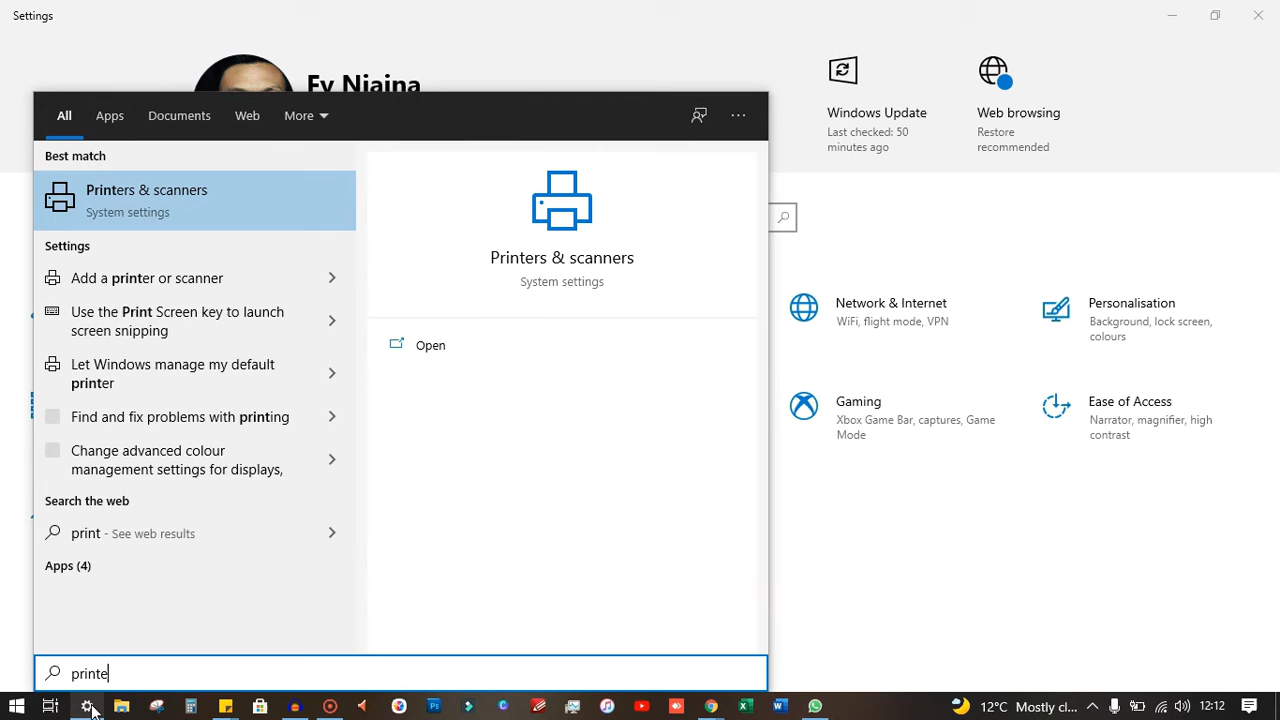 Settings
Ev Niaina
Windows Update
Last checked: 50
minutes ago
Web browsing
Restore
recommended
All
Apps
Documents
Web
More
Best match
Printers & scanners
System settings
Settings
Add a printer or scanner
Use the Print Screen key to launch
screen snipping
Let Windows manage my default
printer
Find and fix problems with printing
Change advanced colour
management settings for displays,
Search the web
print - See web results
Apps (4)
Printers & scanners
System settings
Open
Network & Internet
WiFi, flight mode, VPN
Personalisation
Background, lock screen,
colours
Gaming
Xbox Game Bar, captures, Game
Mode
Ease of Access
Narrator, magnifier, high
contrast
printe
12°C Mostly cl...
12:12